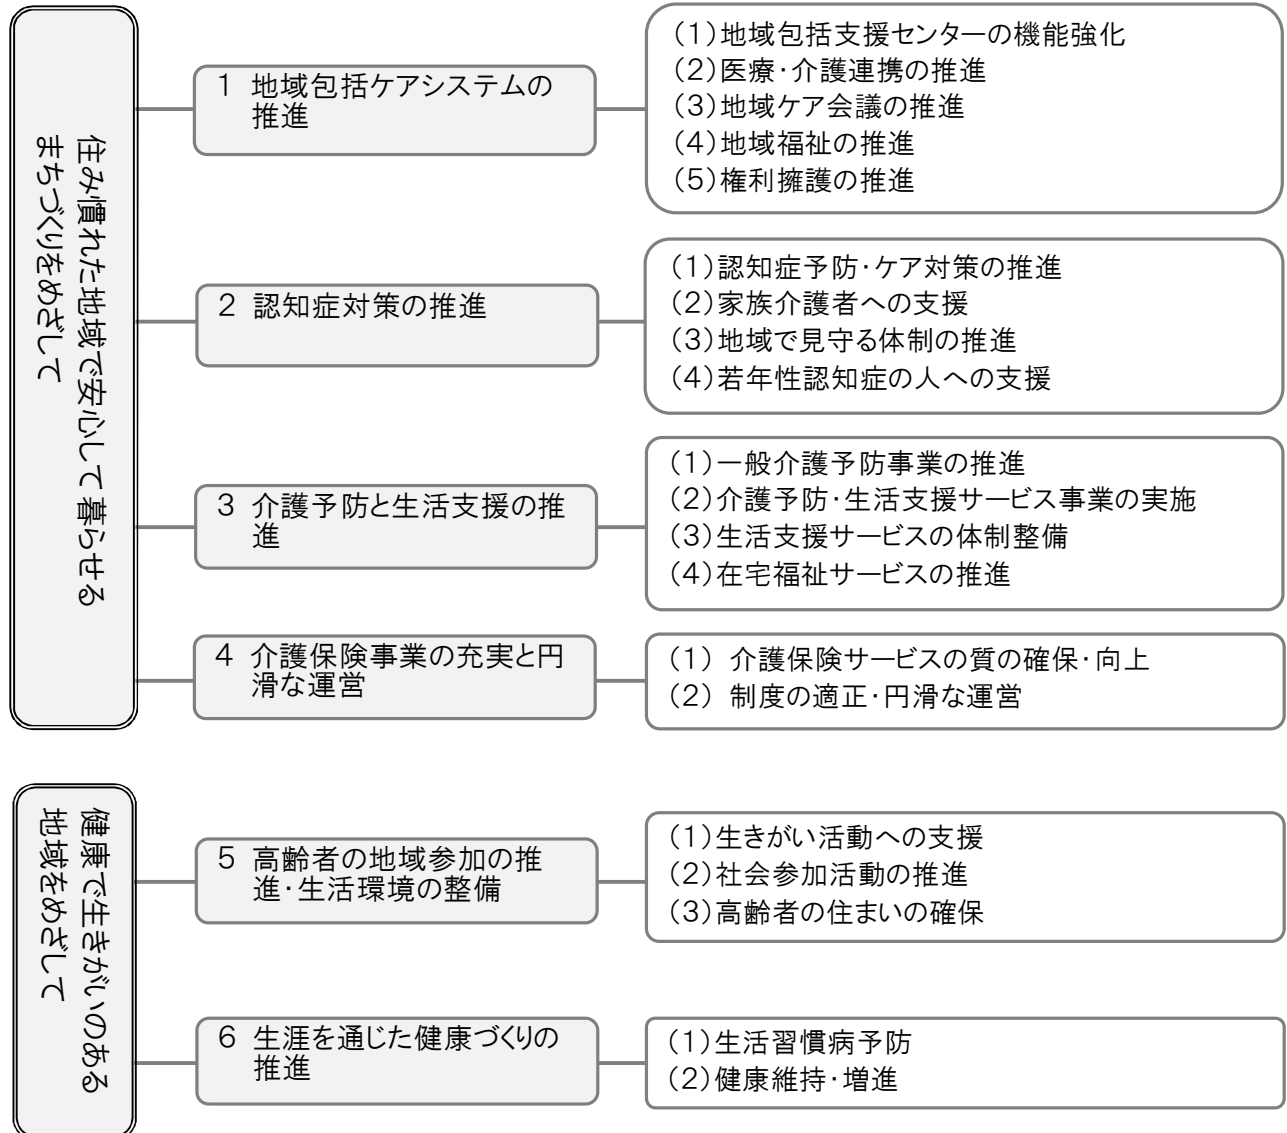 住み慣れた地域で安心して暮らせる
まちづくりをめざして
1 地域包括ケアシステムの
推進
(1)地域包括支援センターの機能強化
(2)医療・介護連携の推進
(3)地域ケア会議の推進
(4)地域福祉の推進
(5)権利擁護の推進
2 認知症対策の推進
(1)認知症予防・ケア対策の推進
(2)家族介護者への支援
(3)地域で見守る体制の推進
(4)若年性認知症の人への支援
3 介護予防と生活支援の推
進
(1)一般介護予防事業の推進
(2)介護予防・生活支援サービス事業の実施
(3)生活支援サービスの体制整備
(4)在宅福祉サービスの推進
4 介護保険事業の充実と円
滑な運営
(1) 介護保険サービスの質の確保・向上
(2) 制度の適正・円滑な運営
健康で生きがいのある
地域をめざして
5 高齢者の地域参加の推
進・生活環境の整備
(1)生きがい活動への支援
(2)社会参加活動の推進
(3)高齢者の住まいの確保
6 生涯を通じた健康づくりの
推進
(1)生活習慣病予防
(2)健康維持・増進